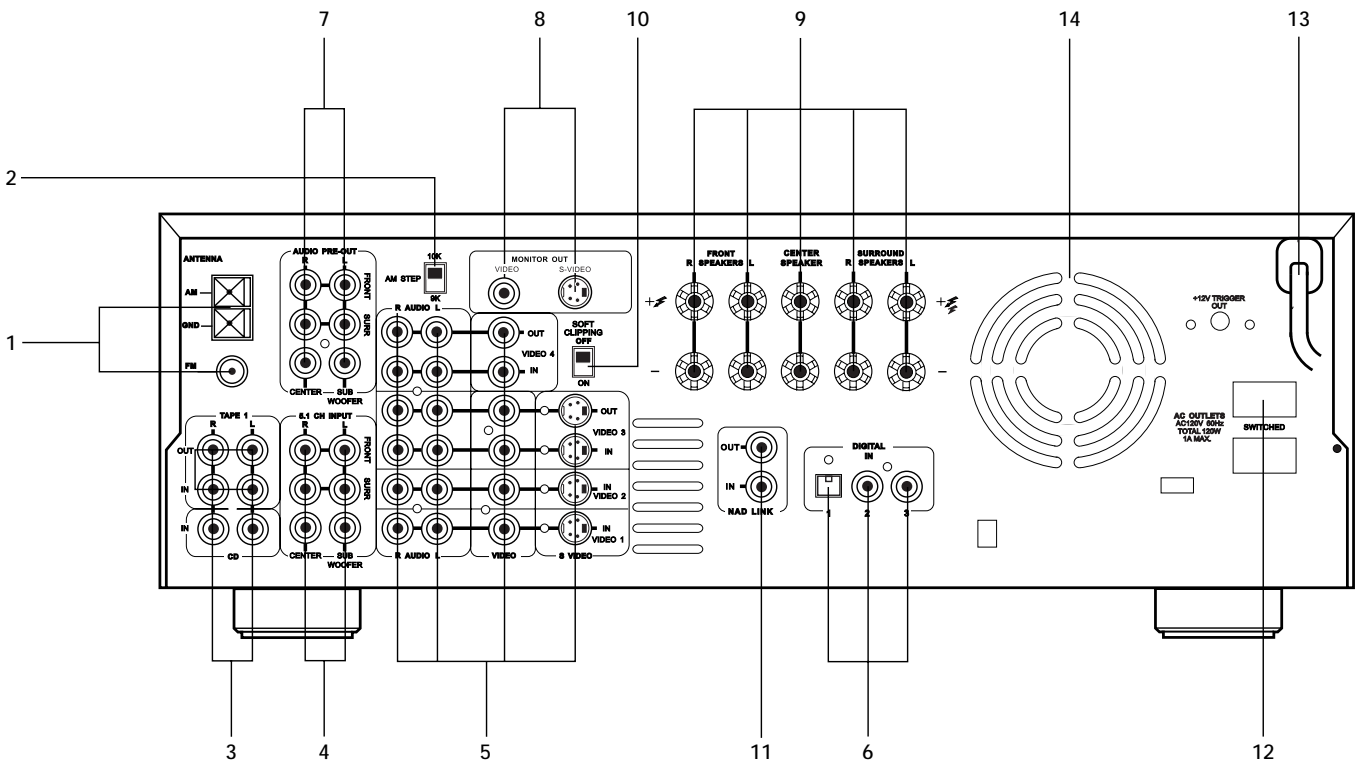 7 8 10 9 14 13
2
1
ANTENNA
AM
GND
FM
AUDIO PRE-OUT
R L
FRONT
SURR
CENTER SUB
WOOFER
10K
AM STEP
9K
MONITOR OUT
VIDEO S-VIDEO
R AUDIO L
OUT
VIDEO 4
IN
SOFT
CLIPPING
OFF
ON
FRONT
R SPEAKERS L
CENTER
SPEAKER
SURROUND
R SPEAKERS L
+ +
- -
+12V TRIGGER
OUT
AC OUTLETS
AC120V 60Hz
TOTAL 120W
1A MAX.
SWITCHED
TAPE 1
R L
OUT
IN
IN
CD
5.1 CH INPUT
R L
FRONT
SURR
CENTER SUB
WOOFER
OUT
VIDEO 3
IN
IN
VIDEO 2
IN
VIDEO 1
R AUDIO L VIDEO S VIDEO
OUT
IN
NAD LINK
DIGITAL
IN
1 2 3
3 4 5 11 6 12